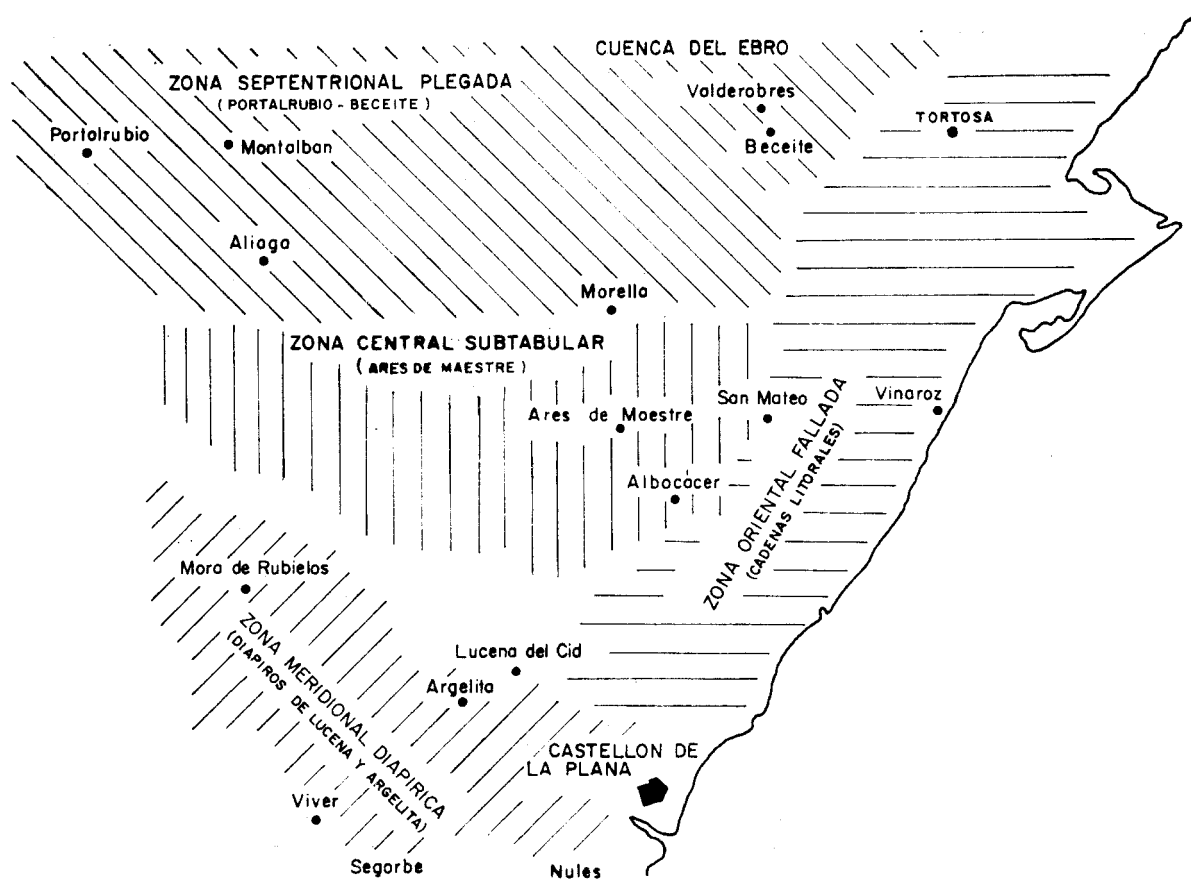 CUENCA DEL EBRO
ZONA SEPTENTRIONAL PLEGADA
(PORTALRUBIO - BECEITE)
Valderobres
TORTOSA
Portalrubio
Montalban
Beceite
Aliaga
Morella
ZONA CENTRAL SUBTABULAR
(ARES DE MAESTRE)
San Mateo
Vinaroz
Ares de Maestre
Albocácer
ZONA ORIENTAL FALLADA
(CADENAS LITORALES)
Mora de Rubielos
ZONA MERIDIONAL DIAPIRICA
(DIAPIROS DE LUCENA Y ARGELITA)
Lucena del Cid
Argelita
CASTELLON DE
LA PLANA
Viver
Segorbe
Nules